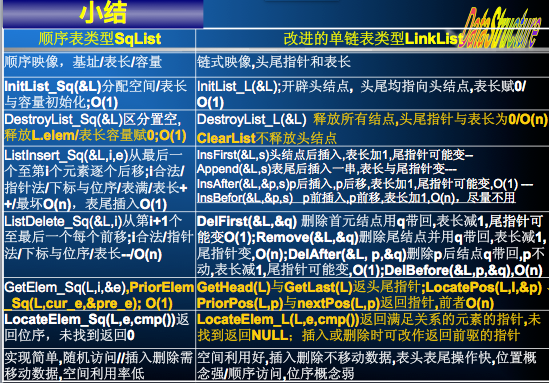 小结
DataStructure
顺序表类型SqList
改进的单链表类型LinkList
顺序映像，基址/表长/容量
链式映像,头尾指针和表长
InitList_Sq(&L)分配空间/表长
与容量初始化;O(1)
InitList_L(&L);开辟头结点, 头尾均指向头结点,表长赋0/
O(1)
DestroyList_Sq(&L)区分置空,
释放L.elem/表长容量赋0;O(1)
DestroyList_L(&L) 释放所有结点,头尾指针与表长为0/O(n)
ClearList不释放头结点
ListInsert_Sq(&L,i,e)从最后一
个至第i个元素逐个后移;i合法/
指针法/下标与位序/表满/表长+
+/最坏O(n)，表尾插入O(1)
InsFirst(&L,s)头结点后插入,表长加1,尾指针可能变--
Append(&L,s)表尾后插入一串,表长与尾指针变---
InsAfter(&L,&p,s)p后插入,p后移,表长加1,尾指针可能变,O(1) ---
InsBefor(&L,&p,s) p前插入,p前移,表长加1,O(n)，尽量不用
ListDelete_Sq(&L,i)从第i+1个
至最后一个每个前移;i合法/指针
法/下标与位序/表长--/O(n)
DelFirst(&L,&q) 删除首元结点用q带回,表长减1,尾指针可
能变O(1);Remove(&L,&q)删除尾结点并用q带回,表长减1,
尾指针变,O(n);DelAfter(&L, p,&q)删除p后结点q带回,p不
动,表长减1,尾指针可能变,O(1);DelBefore(&L,p,&q),O(n)
GetElem_Sq(L,i,&e),PriorElem
_Sq(L,cur_e,&pre_e); O(1)
GetHead(L)与GetLast(L)返头尾指针;LocatePos(L,I,&p)、
PriorPos(L,p)与nextPos(L,p)返回指针,前者O(n)
LocateElem_Sq(L,e,cmp())返
回位序，未找到返回0
LocateElem_L(L,e,cmp())返回满足关系的元素的指针,未
找到返回NULL；插入或删除时可改作返回前驱的指针
实现简单,随机访问//插入删除需
移动数据,空间利用率低
空间利用好,插入删除不移动数据,表头表尾操作快,位置概
念强/顺序访问,位序概念弱